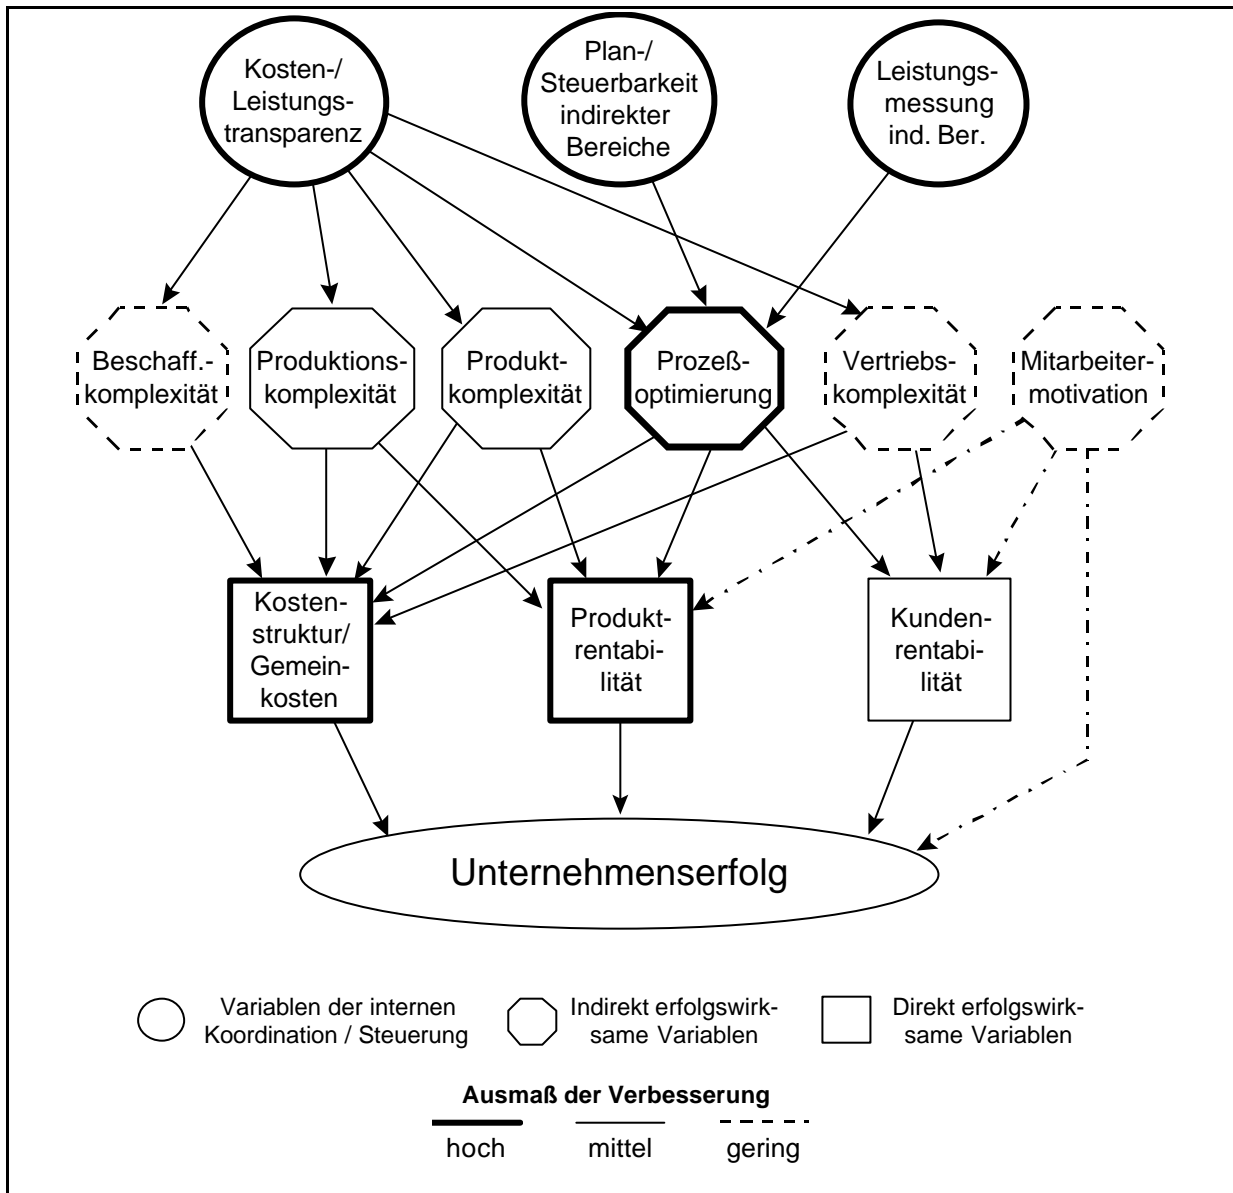 Kosten-/
Leistungs-
transparenz
Plan-/
Steuerbarkeit
indirekter
Bereiche
Leistungs-
messung
ind. Ber.
Beschaff.-
komplexität
Produktions-
komplexität
Produkt-
komplexität
Prozeß-
optimierung
Vertriebs-
komplexität
Mitarbeiter-
motivation
Kosten-
struktur/
Gemein-
kosten
Produkt-
rentabi-
lität
Kunden-
rentabi-
lität
Unternehmenserfolg
Variablen der internen
Koordination / Steuerung
Indirekt erfolgswirk-
same Variablen
Direkt erfolgswirk-
same Variablen
Ausmaß der Verbesserung
hoch
mittel
gering